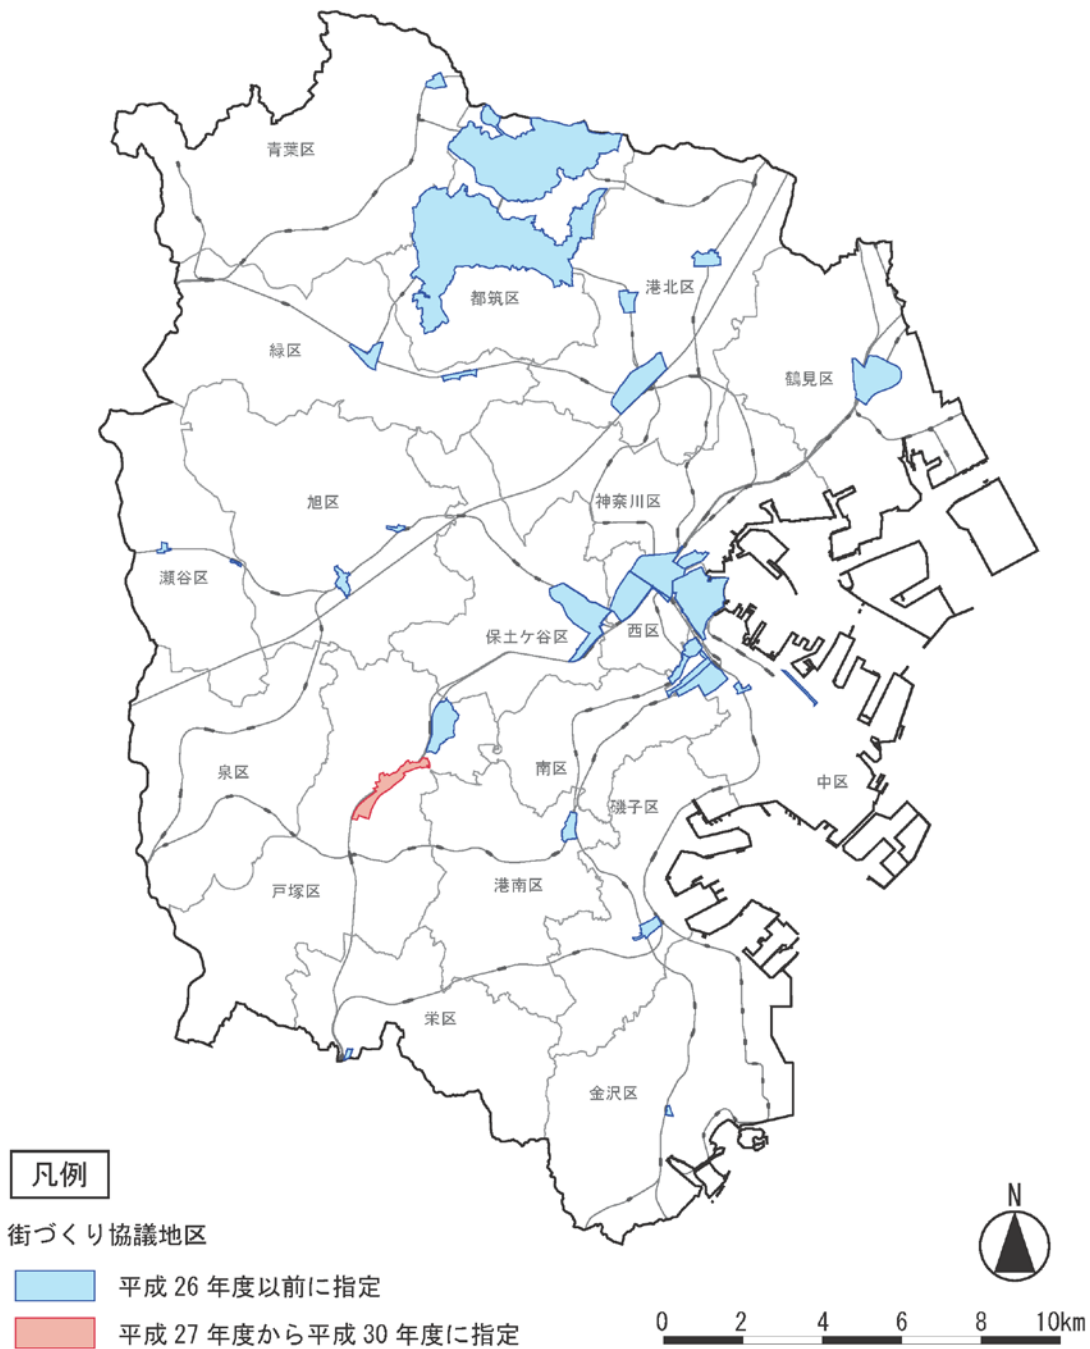 青葉区
都筑区
港北区
緑区
鶴見区
旭区
神奈川区
瀬谷区
保土ケ谷区
西区
泉区
南区
磯子区
中区
戸塚区
港南区
栄区
金沢区
凡例
街づくり協議地区
平成 26 年度以前に指定
平成 27 年度から平成 30 年度に指定
N
0 2 4 6 8 10km